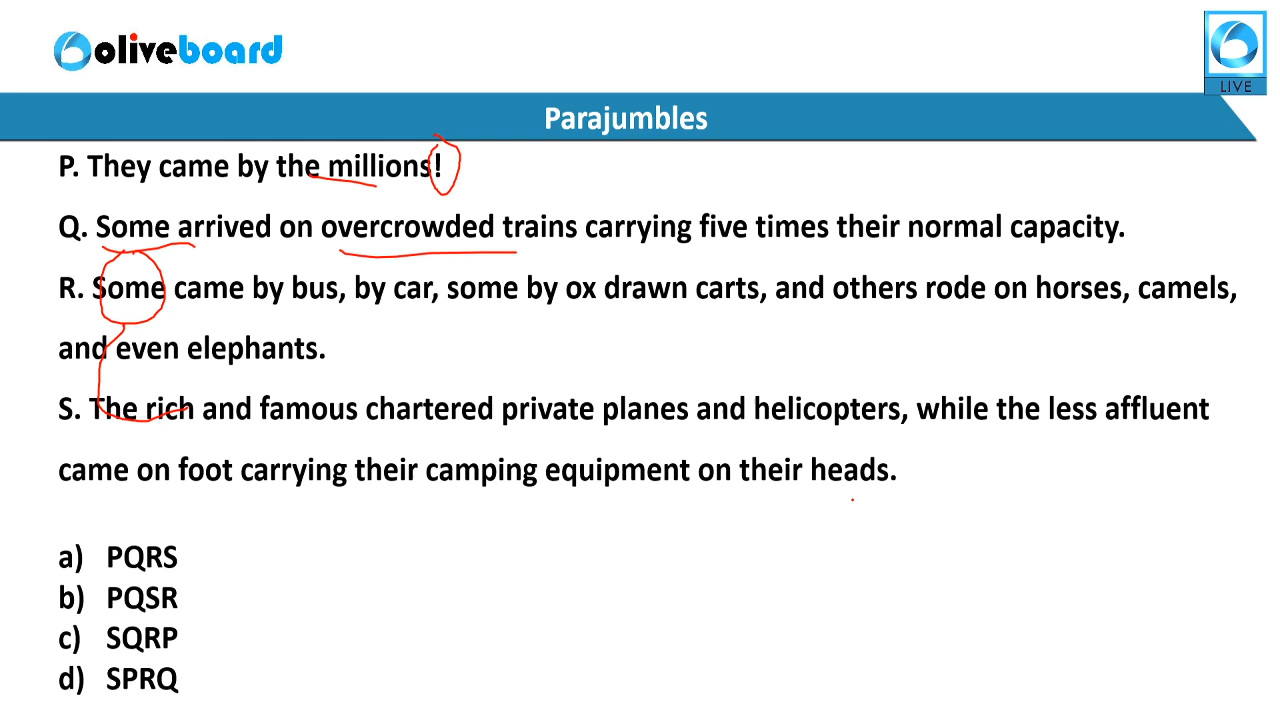 oliveboard
LIVE
Parajumbles
P. They came by the millions!
Q. Some arrived on overcrowded trains carrying five times their normal capacity.
R. Some came by bus, by car, some by ox drawn carts, and others rode on horses, camels,
and even elephants.
S. The rich and famous chartered private planes and helicopters, while the less affluent
came on foot carrying their camping equipment on their heads.
a) PQRS
b) PQSR
c) SQRP
d) SPRQ